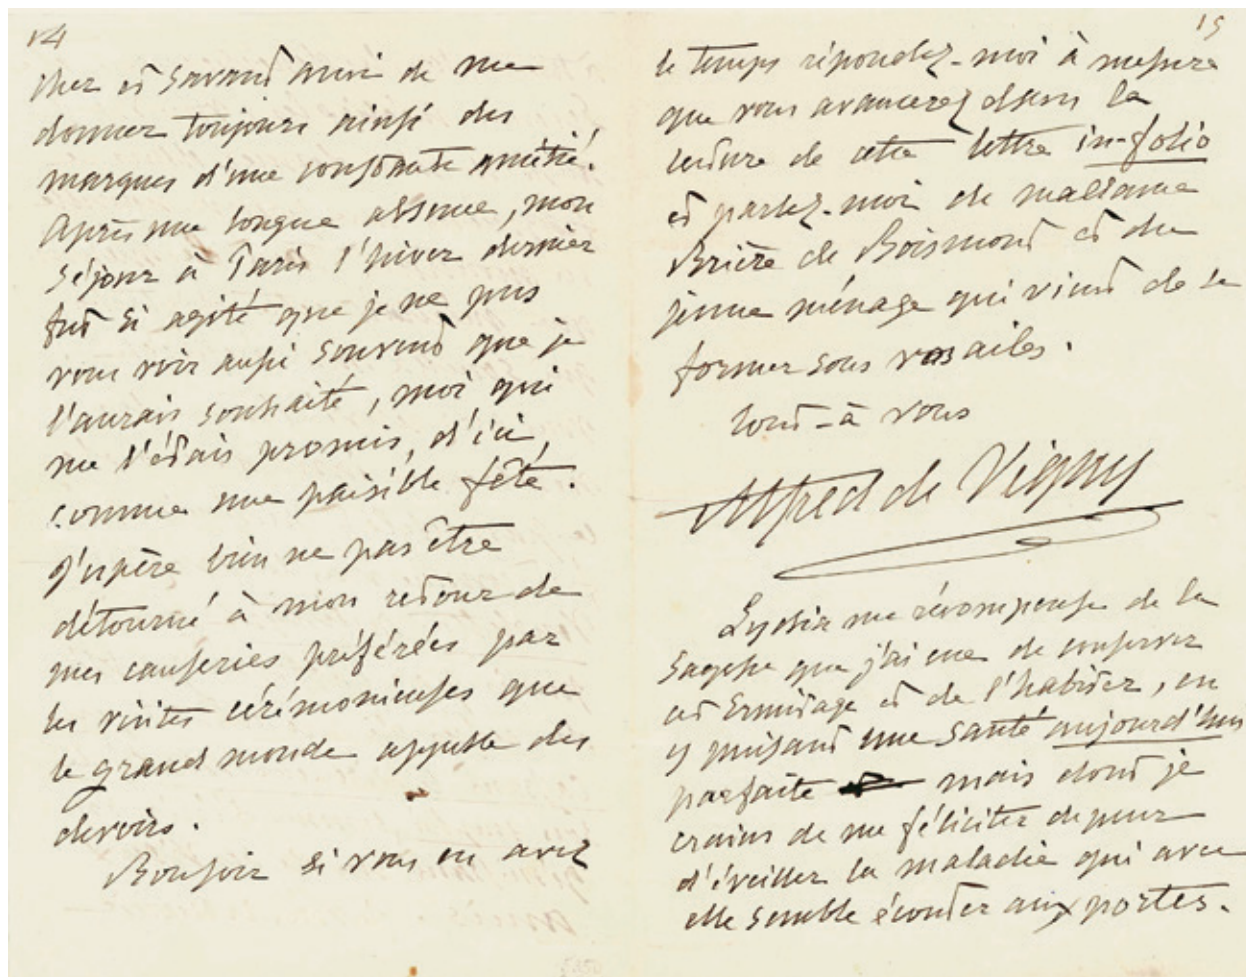 14
cher et savant ami de me
donner toujours ainsi des
marques d'une constante amitié.
Après une longue absence, mon
séjour à Paris l'hiver dernier
fut si agité que je ne pus
vous voir aussi souvent que je
l'aurais souhaité, moi qui
me l'étais promis, d'ici,
comme une paisible fête.
J'espère bien ne pas être
détourné à mon retour de
mes causeries préférées par
les visites cérémonieuses que
le grand monde appelle des
devoirs.
Bonsoir si vous en avez
15
le temps répondez-moi à mesure
que vous avancerez dans la
lecture de cette lettre in-folio
et parlez-moi de madame
Brière de Boismont et du
jeune ménage qui vient de se
former sous vos ailes.
tout-à vous
Alfred de Vigny
Lydia me récompense de la
sagesse que j'ai eue de conserver
cet Ermitage et de l'habiter, en
y puisant une santé aujourd'hui
parfaite mais dont je
crains de me féliciter de peur
d'éveiller la maladie qui avec
elle semble écouter aux portes.